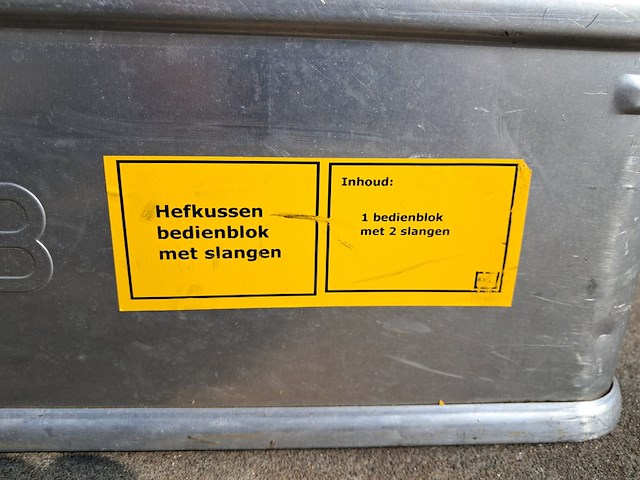 Hefkussen
bedienblok
met slangen
Inhoud:
1 bedienblok
met 2 slangen